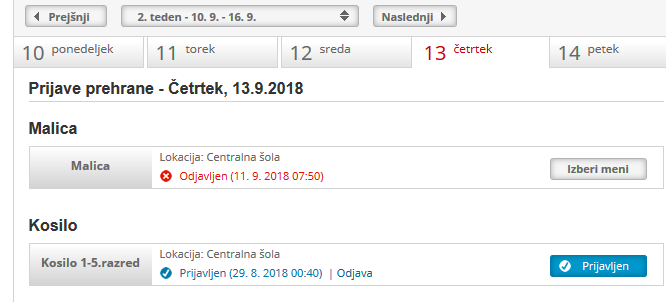 Prejšnji 2. teden - 10. 9. - 16. 9. Naslednji
10 ponedeljek 11 torek 12 sreda 13 četrtek 14 petek
Prijave prehrane - Četrtek, 13.9.2018
Malica
Malica
Lokacija: Centralna šola
Odjavljen (11. 9. 2018 07:50)
Izberi meni
Kosilo
Kosilo 1-5.razred
Lokacija: Centralna šola
Prijavljen (29. 8. 2018 00:40) | Odjava
Prijavljen